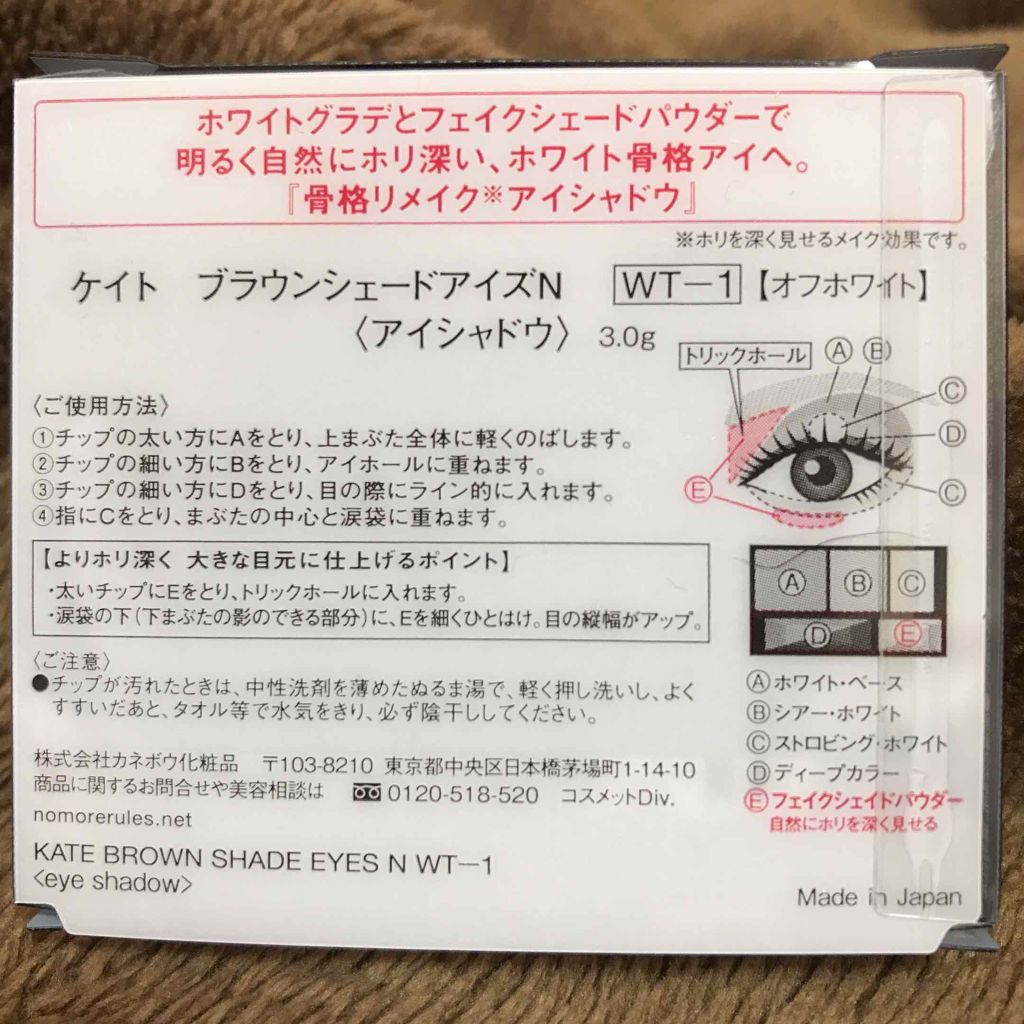 ホワイトグラデとフェイクシェードパウダーで
明るく自然にホリ深い、ホワイト骨格アイへ。
『骨格リメイク※アイシャドウ』
※ホリを深く見せるメイク効果です。
ケイト ブラウンシェードアイズN WT-1【オフホワイト】
〈アイシャドウ〉 3.0g
トリックホール Ⓐ Ⓑ
Ⓒ
Ⓓ
Ⓔ Ⓒ
〈ご使用方法〉
①チップの太い方にAをとり、上まぶた全体に軽くのばします。
②チップの細い方にBをとり、アイホールに重ねます。
③チップの細い方にDをとり、目の際にライン的に入れます。
④指にCをとり、まぶたの中心と涙袋に重ねます。
【よりホリ深く 大きな目元に仕上げるポイント】
・太いチップにEをとり、トリックホールに入れます。
・涙袋の下(下まぶたの影のできる部分)に、Eを細くひとはけ。目の縦幅がアップ。
Ⓐ Ⓑ Ⓒ
Ⓓ Ⓔ
〈ご注意〉
●チップが汚れたときは、中性洗剤を薄めたぬるま湯で、軽く押し洗いし、よく
すすいだあと、タオル等で水気をきり、必ず陰干ししてください。
Ⓐホワイト・ベース
Ⓑシアー・ホワイト
Ⓒストロビング・ホワイト
Ⓓディープカラー
Ⓔフェイクシェイドパウダー
自然にホリを深く見せる
株式会社カネボウ化粧品 〒103-8210 東京都中央区日本橋茅場町1-14-10
商品に関するお問合せや美容相談は 0120-518-520 コスメットDiv.
nomorerules.net
KATE BROWN SHADE EYES N WT-1
<eye shadow>
Made in Japan